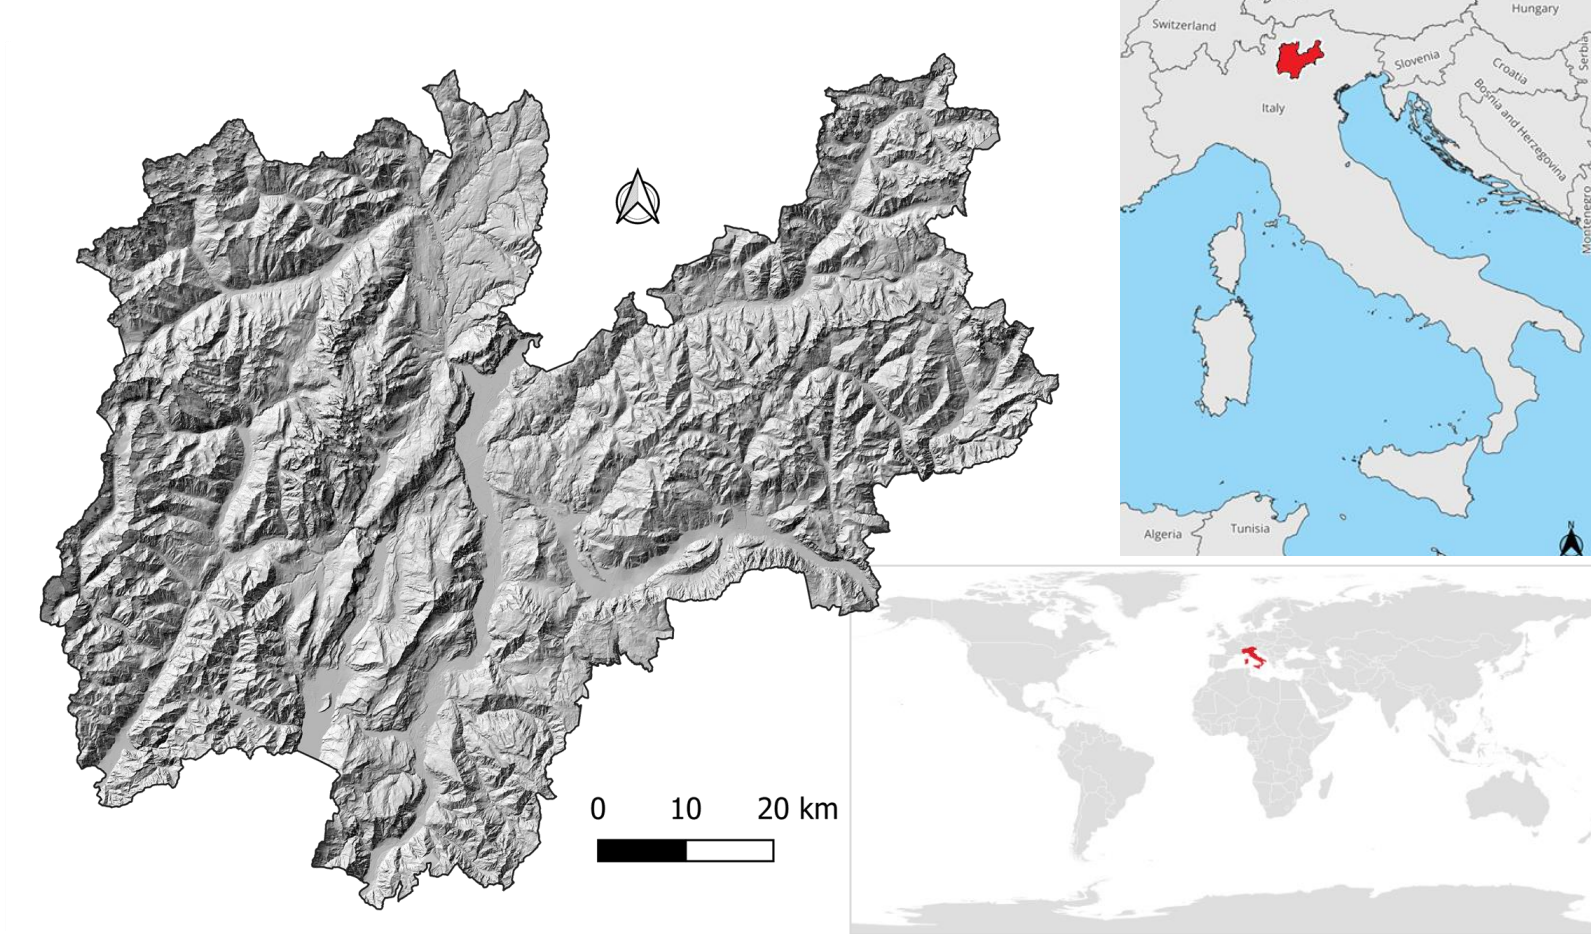 Hungary
Switzerland
Slovenia
Croatia
Serbia
Bosnia and Herzegovina
Italy
Montenegro
Algeria
Tunisia
N
0 10 20 km